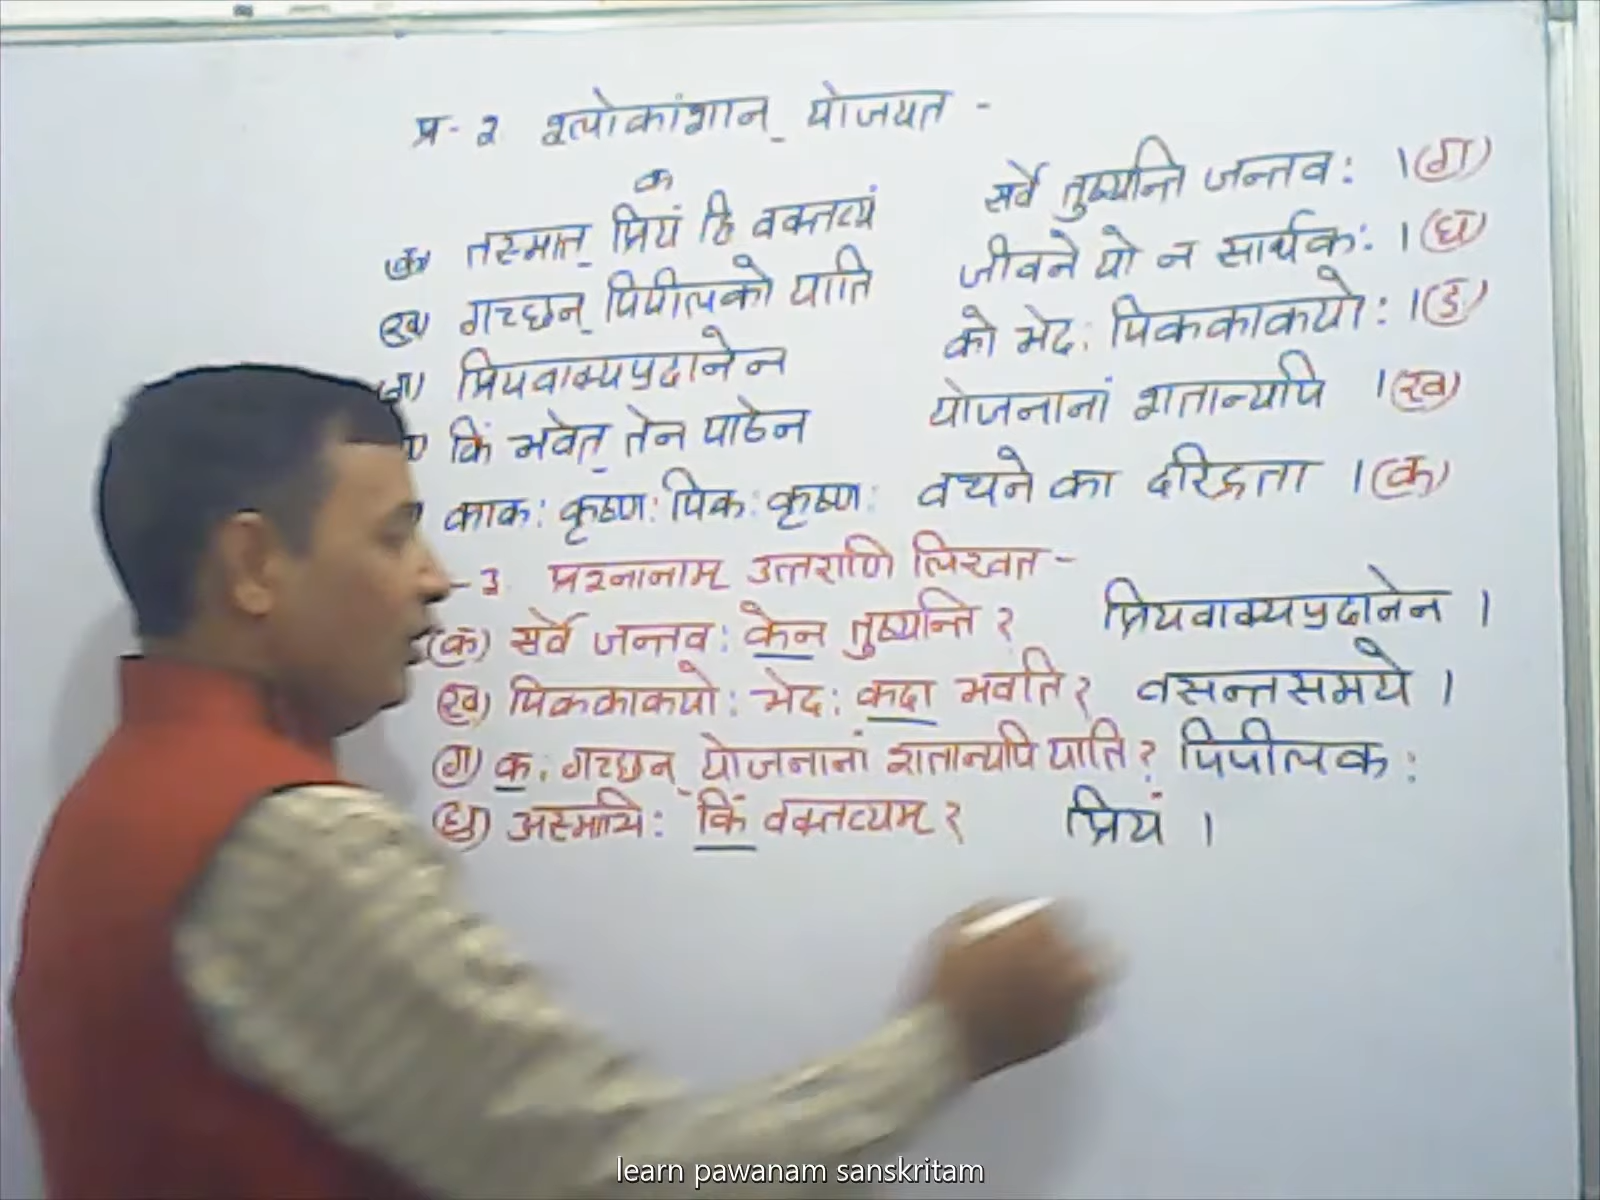 प्र-२ श्लोकांशान् योजयत -
क
(क) तस्मात् प्रियं हि वक्तव्यं सर्वे तुष्यन्ति जन्तवः । (ग)
(ख) गच्छन् पिपीलको याति जीवने यो न सार्थकः । (घ)
(ग) प्रियवाक्यप्रदानेन को भेदः पिककाकयोः । (ङ)
किं भवेत् तेन पाठेन योजनानां शतान्यपि । (ख)
काकः कृष्णः पिकः कृष्णः वचने का दरिद्रता । (क)
-३ प्रश्नानाम् उत्तराणि लिखत -
(क) सर्वे जन्तवः केन तुष्यन्ति ? प्रियवाक्यप्रदानेन ।
(ख) पिककाकयोः भेदः कदा भवति ? वसन्तसमये ।
(ग) कः गच्छन् योजनानां शतान्यपि याति ? पिपीलकः
(घ) अस्माभिः किं वक्तव्यम् ? प्रियं ।
learn pawanam sanskritam